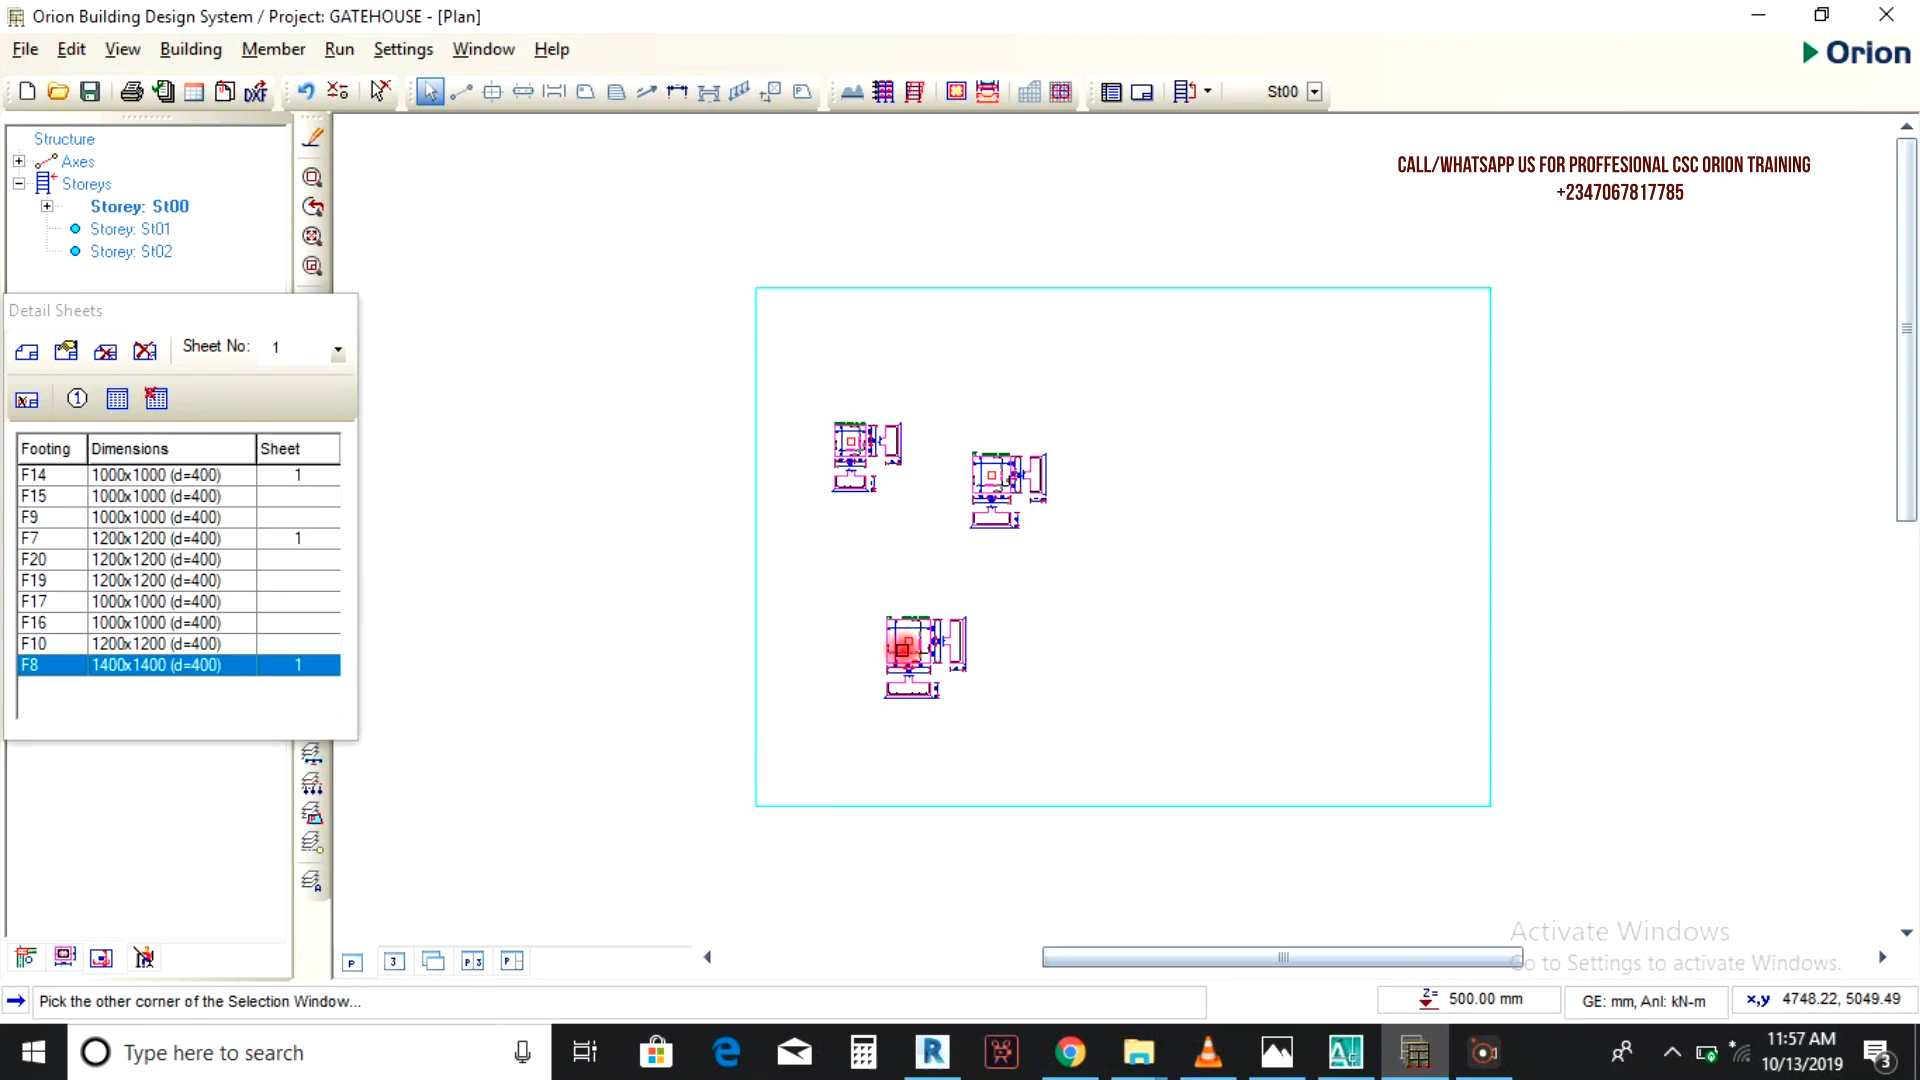 Orion Building Design System / Project: GATEHOUSE - [Plan]
File Edit View Building Member Run Settings Window Help
Orion
DXF
St00
Structure
Axes
Storeys
Storey: St00
Storey: St01
Storey: St02
CALL/WHATSAPP US FOR PROFFESIONAL CSC ORION TRAINING
+2347067817785
Detail Sheets
Sheet No: 1
1
Footing Dimensions Sheet
F14 1000x1000 (d=400) 1
F15 1000x1000 (d=400)
F9 1000x1000 (d=400)
F7 1200x1200 (d=400) 1
F20 1200x1200 (d=400)
F19 1200x1200 (d=400)
F17 1000x1000 (d=400)
F16 1000x1000 (d=400)
F10 1200x1200 (d=400)
F8 1400x1400 (d=400) 1
Activate Windows
Go to Settings to activate Windows.
P 3 P 3 P
Pick the other corner of the Selection Window...
Z= 500.00 mm
GE: mm, Anl: kN-m
x,y 4748.22, 5049.49
Type here to search
11:57 AM
10/13/2019
3